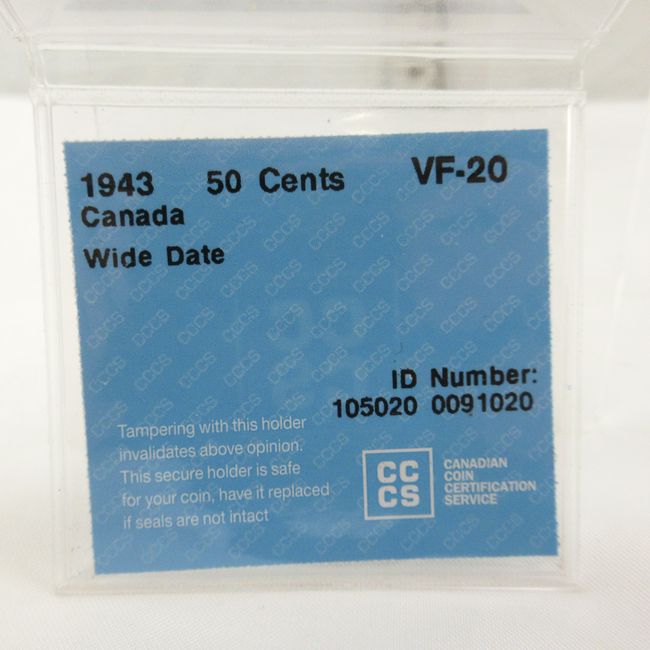 1943 50 Cents VF-20
Canada
Wide Date
ID Number:
105020 0091020
Tampering with this holder
invalidates above opinion.
This secure holder is safe
for your coin, have it replaced
if seals are not intact
CC
CS
CANADIAN
COIN
CERTIFICATION
SERVICE